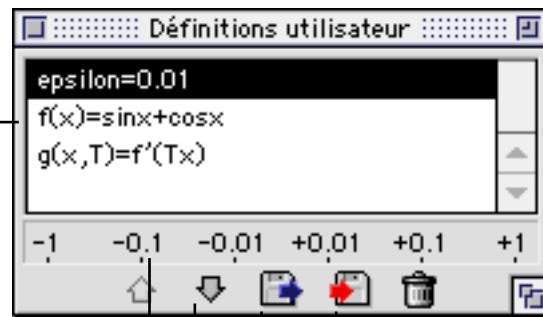 Définitions utilisateur
epsilon=0.01
f(x)=sinx+cosx
g(x,T)=f'(Tx)
-1 -0.1 -0.01 +0.01 +0.1 +1